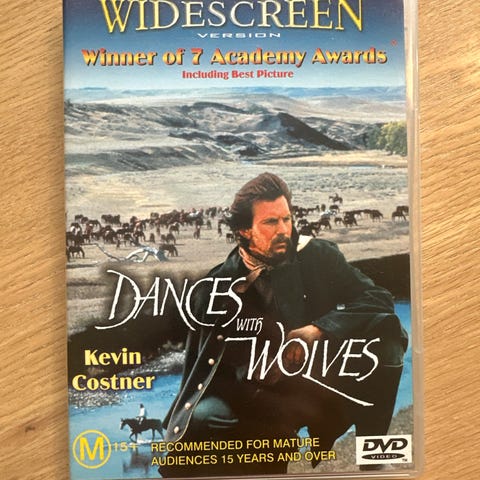 WIDESCREEN
VERSION
Winner of 7 Academy Awards
Including Best Picture
DANCES
WITH
WOLVES
Kevin
Costner
M 15+ RECOMMENDED FOR MATURE
AUDIENCES 15 YEARS AND OVER
DVD
VIDEO
TM